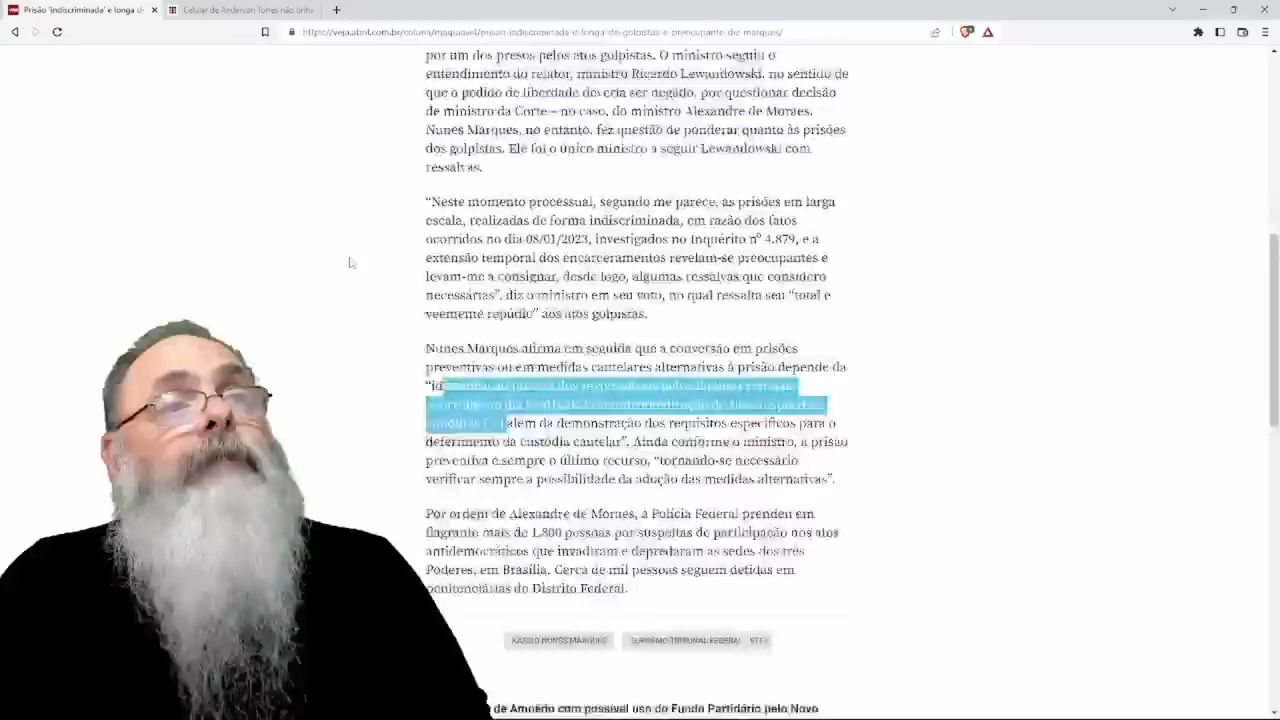 Prisão 'indiscriminada' e longa d
Celular de Anderson Torres não tinha
https://veja.abril.com.br/coluna/maquiavel/prisao-indiscriminada-e-longa-de-golpistas-e-preocupante-diz-marques/
por um dos presos pelos atos golpistas. O ministro seguiu o
entendimento do relator, ministro Ricardo Lewandowski, no sentido de
que o pedido de liberdade deveria ser negado, por questionar decisão
de ministro da Corte – no caso, do ministro Alexandre de Moraes.
Nunes Marques, no entanto, fez questão de ponderar quanto às prisões
dos golpistas. Ele foi o único ministro a seguir Lewandowski com
ressalvas.
“Neste momento processual, segundo me parece, as prisões em larga
escala, realizadas de forma indiscriminada, em razão dos fatos
ocorridos no dia 08/01/2023, investigados no Inquérito nº 4.879, e a
extensão temporal dos encarceramentos revelam-se preocupantes e
levam-me a consignar, desde logo, algumas ressalvas que considero
necessárias”, diz o ministro em seu voto, no qual ressalta seu “total e
veemente repúdio” aos atos golpistas.
Nunes Marques afirma em seguida que a conversão em prisões
preventivas ou em medidas cautelares alternativas à prisão depende da
além da demonstração dos requisitos específicos para o
deferimento da custódia cautelar”. Ainda conforme o ministro, a prisão
preventiva é sempre o último recurso, “tornando-se necessário
verificar sempre a possibilidade da adoção das medidas alternativas”.
Por ordem de Alexandre de Moraes, a Polícia Federal prendeu em
flagrante mais de 1.800 pessoas por suspeitas de participação nos atos
antidemocráticos que invadiram e depredaram as sedes dos três
Poderes, em Brasília. Cerca de mil pessoas seguem detidas em
penitenciárias do Distrito Federal.
KASSIO NUNES MARQUES SUPREMO TRIBUNAL FEDERAL
de Amoêdo com possível uso do Fundo Partidário pelo Novo